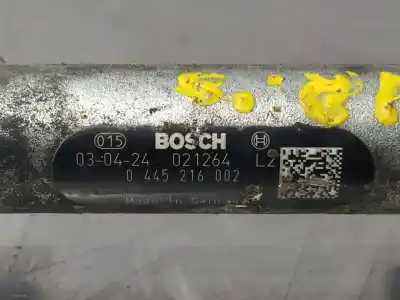 015 BOSCH
03-04-24 021264 L2
0 445 216 002
Made in Germany